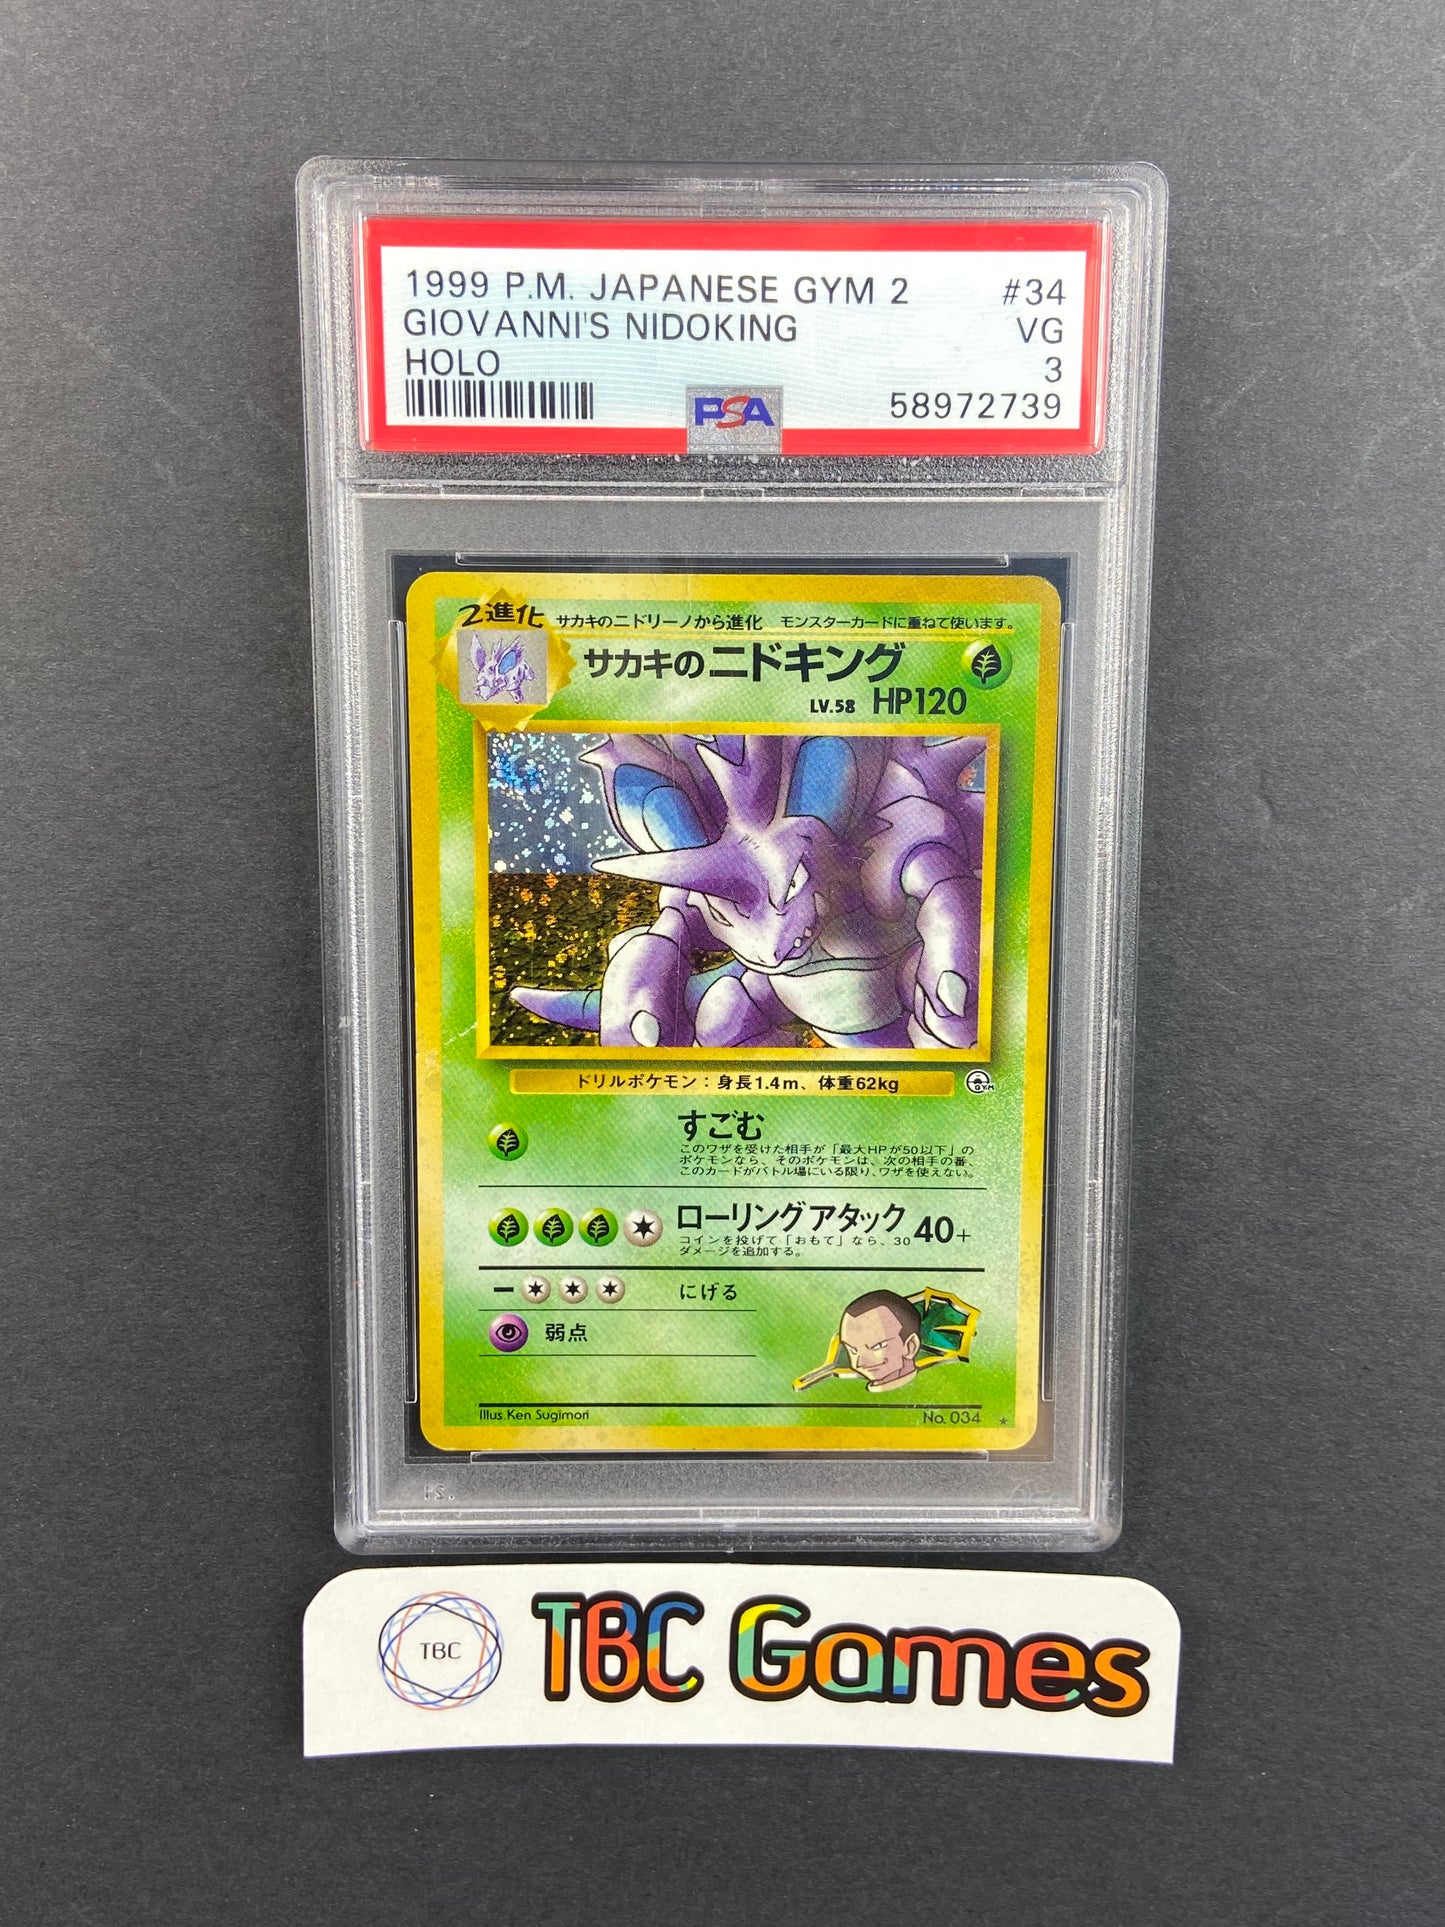 1999 P.M. JAPANESE GYM 2 #34
GIOVANNI'S NIDOKING VG
HOLO 3
PSA 58972739
2進化 サカキのニドリーノから進化 モンスターカードに重ねて使います。
サカキのニドキング
LV.58 HP120
ドリルポケモン:身長1.4m、体重62kg
GYM
すごむ
このワザを受けた相手が「最大HPが50以下」の
ポケモンなら、そのポケモンは、次の相手の番、
このカードがバトル場にいる限り、ワザを使えない。
ローリングアタック 40+
コインを投げて「おもて」なら、30
ダメージを追加する。
にげる
弱点
Illus.Ken Sugimori No.034 ★
TBC TBC Games